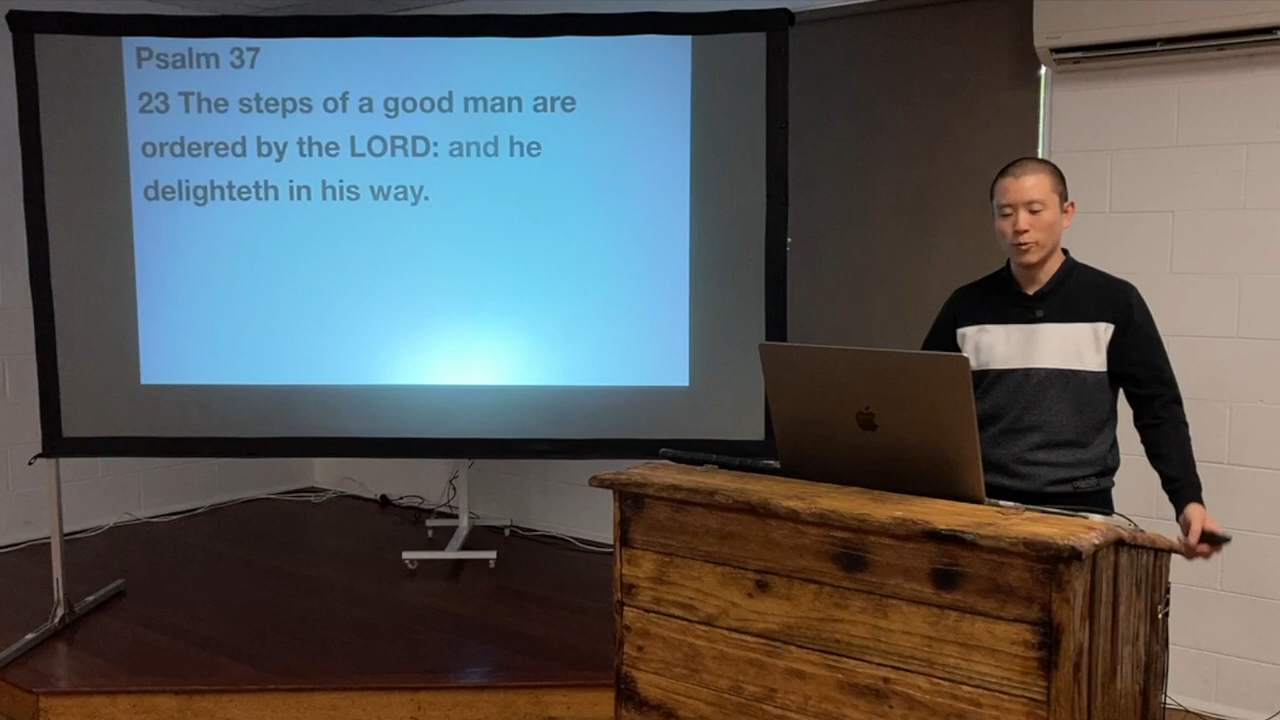 Psalm 37
23 The steps of a good man are
ordered by the LORD: and he
delighteth in his way.